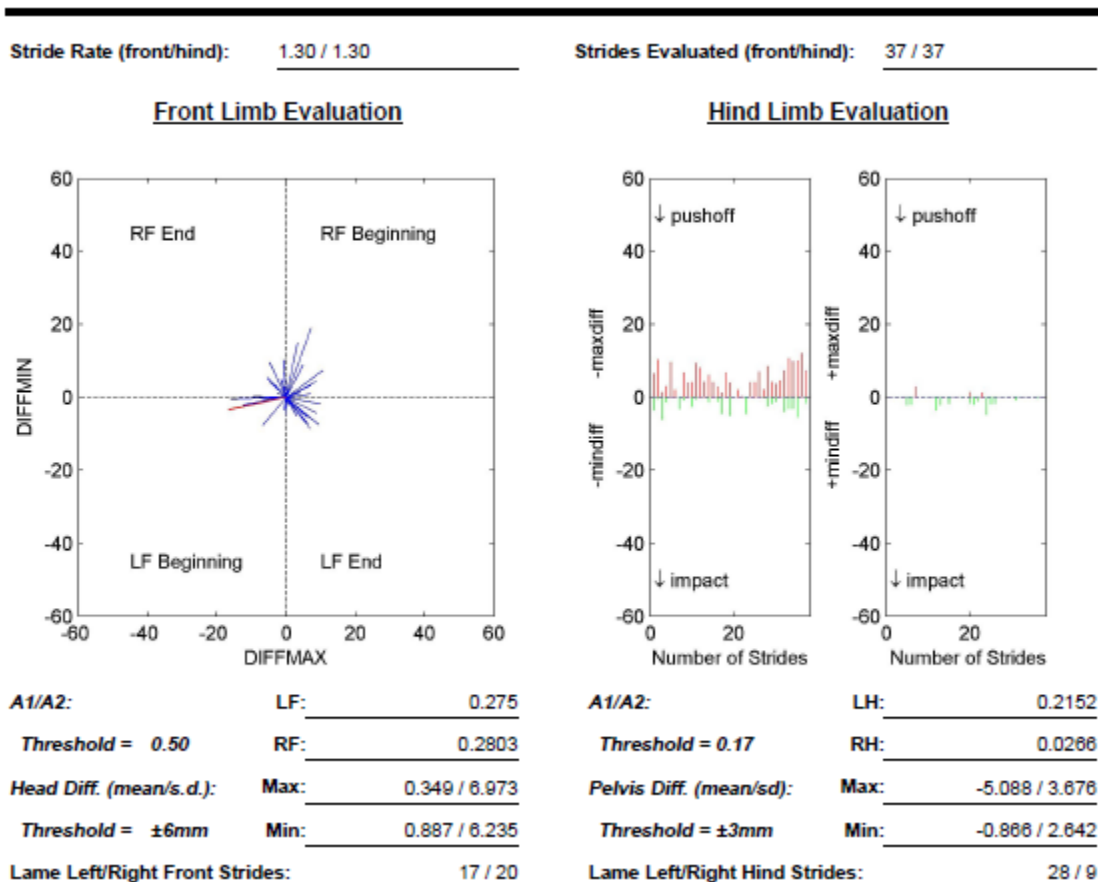 Stride Rate (front/hind): 1.30 / 1.30 Strides Evaluated (front/hind): 37 / 37
Front Limb Evaluation Hind Limb Evaluation
60 60 60
↓ pushoff ↓ pushoff
RF End RF Beginning
40 40 40
20 20 20
-maxdiff +maxdiff
DIFFMIN
0 0 0
-mindiff +mindiff
-20 -20 -20
-40 -40 -40
LF Beginning LF End
↓ impact ↓ impact
-60 -60 -60
-60 -40 -20 0 20 40 60 0 20 0 20
DIFFMAX Number of Strides Number of Strides
A1/A2: LF: 0.275 A1/A2: LH: 0.2152
Threshold = 0.50 RF: 0.2803 Threshold = 0.17 RH: 0.0266
Head Diff. (mean/s.d.): Max: 0.349 / 6.973 Pelvis Diff. (mean/sd): Max: -5.088 / 3.676
Threshold = ±6mm Min: 0.887 / 6.235 Threshold = ±3mm Min: -0.866 / 2.642
Lame Left/Right Front Strides: 17 / 20 Lame Left/Right Hind Strides: 28 / 9